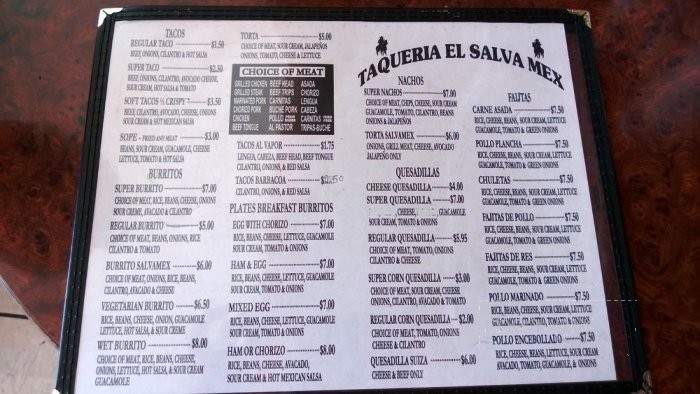 TACOS
REGULAR TACO $1.50
BEEF, ONIONS, CILANTRO & HOT SALSA
SUPER TACO $2.50
BEEF, ONIONS, CILANTRO, AVOCADO CHEESE,
SOUR CREAM & HOT SALSA
SOFT TACOS ½ CRISPY $3.50
BEEF, CILANTRO, AVOCADO, CHEESE, ONIONS
SOUR CREAM & HOT MEXICAN SALSA
SOPE - FRIED ANY MEAT $3.00
BEANS, SOUR CREAM, GUACAMOLE, CHEESE
LETTUCE, TOMATO & HOT SALSA
BURRITOS
SUPER BURRITO $7.00
CHOICE OF MEAT, RICE, BEANS, CHEESE, ONIONS
SOUR CREME, AVACADO & CILANTRO
REGULAR BURRITO $5.00
CHOICE OF MEAT, BEANS, ONIONS, RICE
CILANTRO & TOMATO
BURRITO SALVAMEX $6.00
CHOICE OF MEAT, ONIONS, RICE, BEANS,
CILANTRO, AVACADO & CHEESE
VEGETARIAN BURRITO $6.50
RICE, BEANS, CHEESE, ONION, GUACAMOLE
LETTUCE, HOT SALSA & SOUR CREME
WET BURRITO $8.00
CHOICE OF MEAT, RICE, BEANS, CHEESE,
ONIONS, LETTUCE, HOT SALSA & SOUR CREAM
GUACAMOLE
TORTA $5.00
CHOICE OF MEAT, SOUR CREAM, JALAPEÑOS
ONIONS, TOMATO, CHEESE & LETTUCE
CHOICE OF MEAT
GRILLED CHICKEN BEEF HEAD ASADA
GRILLED STEAK BEEF TRIPS CHORIZO
MARINATED PORK CARNITAS LENGUA
CHORIZO PORK BUCHE PORK CABEZA
CHICKEN POLLO CARNITAS
BEEF TONGUE AL PASTOR TRIPAS-BUCHE
TACOS AL VAPOR $1.75
LENGUA, CABEZA, BEEF HEAD, BEEF TONGUE
CILANTRO, ONIONS, & RED SALSA
TACOS BARBACOA
CILANTRO, ONIONS, & RED SALSA
PLATES BREAKFAST BURRITOS
EGG WITH CHORIZO $7.00
RICE, BEANS, CHEESE, LETTUCE, GUACAMOLE
SOUR CREAM, TOMATO & ONIONS
HAM & EGG $7.00
RICE, BEANS, CHEESE, LETTUCE, GUACAMOLE
SOUR CREAM, TOMATO & ONIONS
MIXED EGG $7.00
RICE, BEANS, CHEESE, LETTUCE, GUACAMOLE
SOUR CREAM, TOMATO & ONIONS
HAM OR CHORIZO $8.00
RICE, BEANS, CHEESE, AVACADO,
SOUR CREAM & HOT MEXICAN SALSA
TAQUERIA EL SALVA MEX
NACHOS
SUPER NACHOS $7.00
CHOICE OF MEAT, CHIPS, CHEESE, SOUR CREAM
GUACAMOLE, TOMATO, CILANTRO, BEANS
ONIONS & JALAPENOS
TORTA SALVAMEX $6.00
ONIONS, GRILL MEAT, CHEESE, AVOCADO
JALAPEÑO ONLY
QUESADILLAS
CHEESE QUESADILLA $4.00
SUPER QUESADILLA $7.00
CHEESE, GUACAMOLE
SOUR CREAM, TOMATO & ONIONS
REGULAR QUESADILLA $5.95
CHOICE OF MEAT, TOMATO, ONIONS
CILANTRO & CHEESE
SUPER CORN QUESADILLA $3.00
CHOICE OF MEAT, SOUR CREAM, CHEESE
ONIONS, CILANTRO, AVACADO & TOMATO
REGULAR CORN QUESADILLA $2.00
CHOICE OF MEAT, TOMATO, ONIONS
CHEESE & CILANTRO
QUESADILLA SUIZA $6.00
CHEESE & BEEF ONLY
FAJITAS
CARNE ASADA $7.50
RICE, CHEESE, BEANS, SOUR CREAM, LETTUCE
GUACAMOLE, TOMATO & GREEN ONIONS
POLLO PLANCHA $7.50
RICE, CHEESE, BEANS, SOUR CREAM, LETTUCE
GUACAMOLE, TOMATO & GREEN ONIONS
CHULETAS $7.50
RICE, CHEESE, BEANS, SOUR CREAM, LETTUCE
GUACAMOLE, TOMATO & GREEN ONIONS
FAJITAS DE POLLO $7.50
RICE, CHEESE, BEANS, SOUR CREAM, LETTUCE
GUACAMOLE, TOMATO & GREEN ONIONS
FAJITAS DE RES $7.50
RICE, CHEESE, BEANS, SOUR CREAM, LETTUCE
GUACAMOLE, TOMATO & GREEN ONIONS
POLLO MARINADO $7.50
RICE, CHEESE, BEANS, SOUR CREAM, LETTUCE
GUACAMOLE, CILANTRO, TOMATO & ONIONS
POLLO ENCEBOLLADO $7.50
RICE, CHEESE, BEANS, SOUR CREAM, LETTUCE
AVACADO, TOMATO, GUACAMOLE, & ONIONS